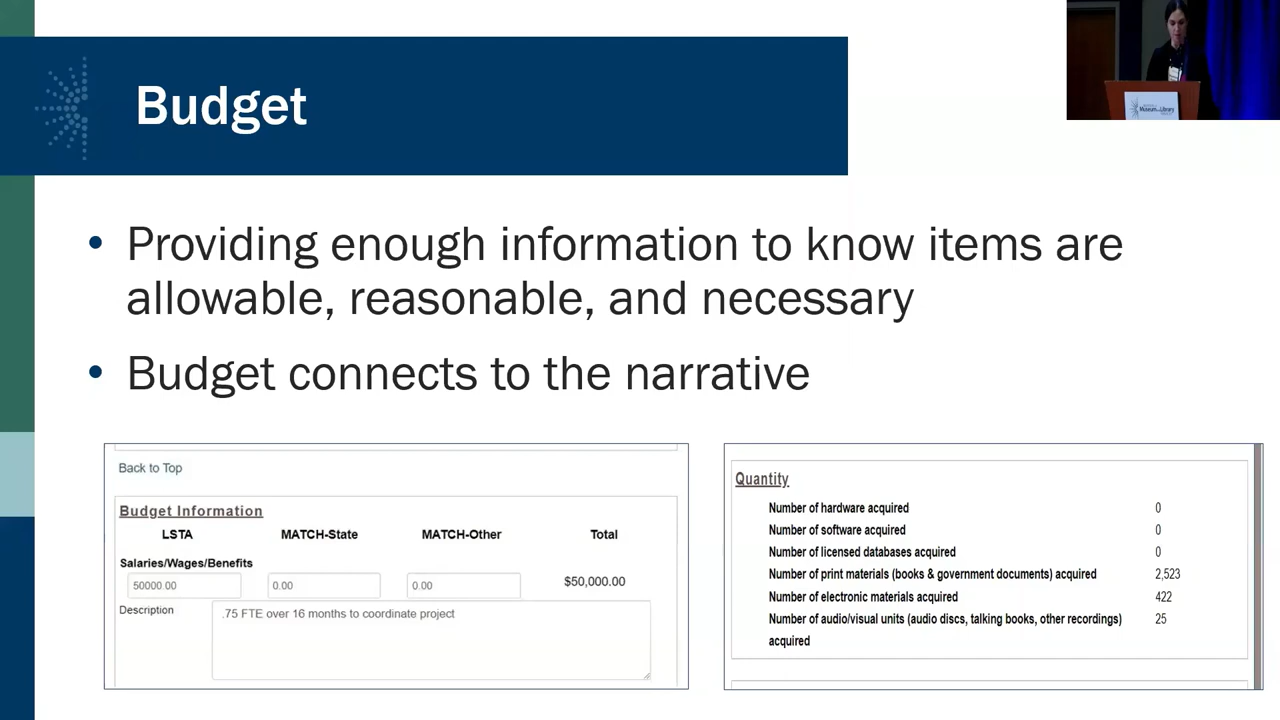 Budget
• Providing enough information to know items are
allowable, reasonable, and necessary
• Budget connects to the narrative
Back to Top
Budget Information
LSTA MATCH-State MATCH-Other Total
Salaries/Wages/Benefits
50000.00 0.00 0.00 $50,000.00
Description .75 FTE over 16 months to coordinate project
Quantity
Number of hardware acquired 0
Number of software acquired 0
Number of licensed databases acquired 0
Number of print materials (books & government documents) acquired 2,523
Number of electronic materials acquired 422
Number of audio/visual units (audio discs, talking books, other recordings) 25
acquired
Museum and Library